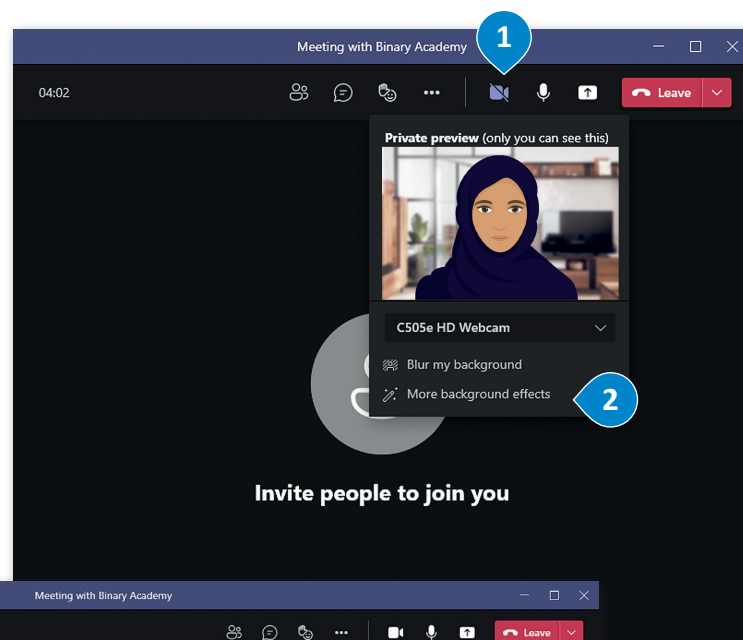 1
Meeting with Binary Academy
04:02
Leave
Private preview (only you can see this)
C505e HD Webcam
Blur my background
More background effects
2
Invite people to join you
Meeting with Binary Academy
Leave